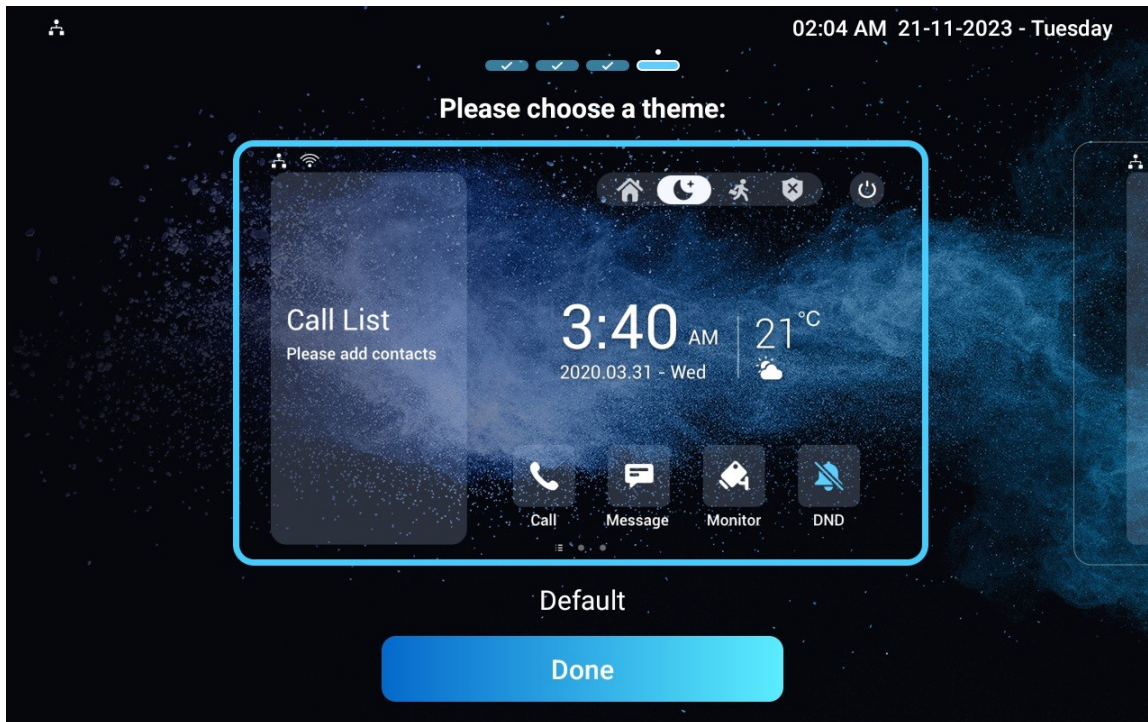 02:04 AM 21-11-2023 - Tuesday
Please choose a theme:
Call List
Please add contacts
3:40 AM
21°C
2020.03.31 - Wed
Call Message Monitor DND
Default
Done